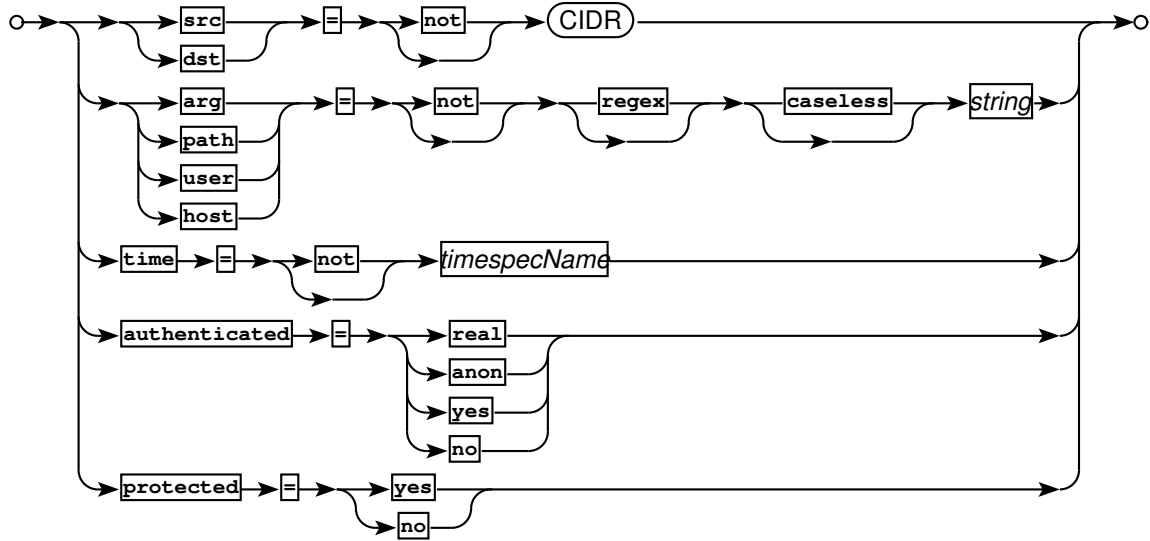 src = not CIDR
dst
arg = not regex caseless string
path
user
host
time = not timespecName
authenticated = real
anon
yes
no
protected = yes
no